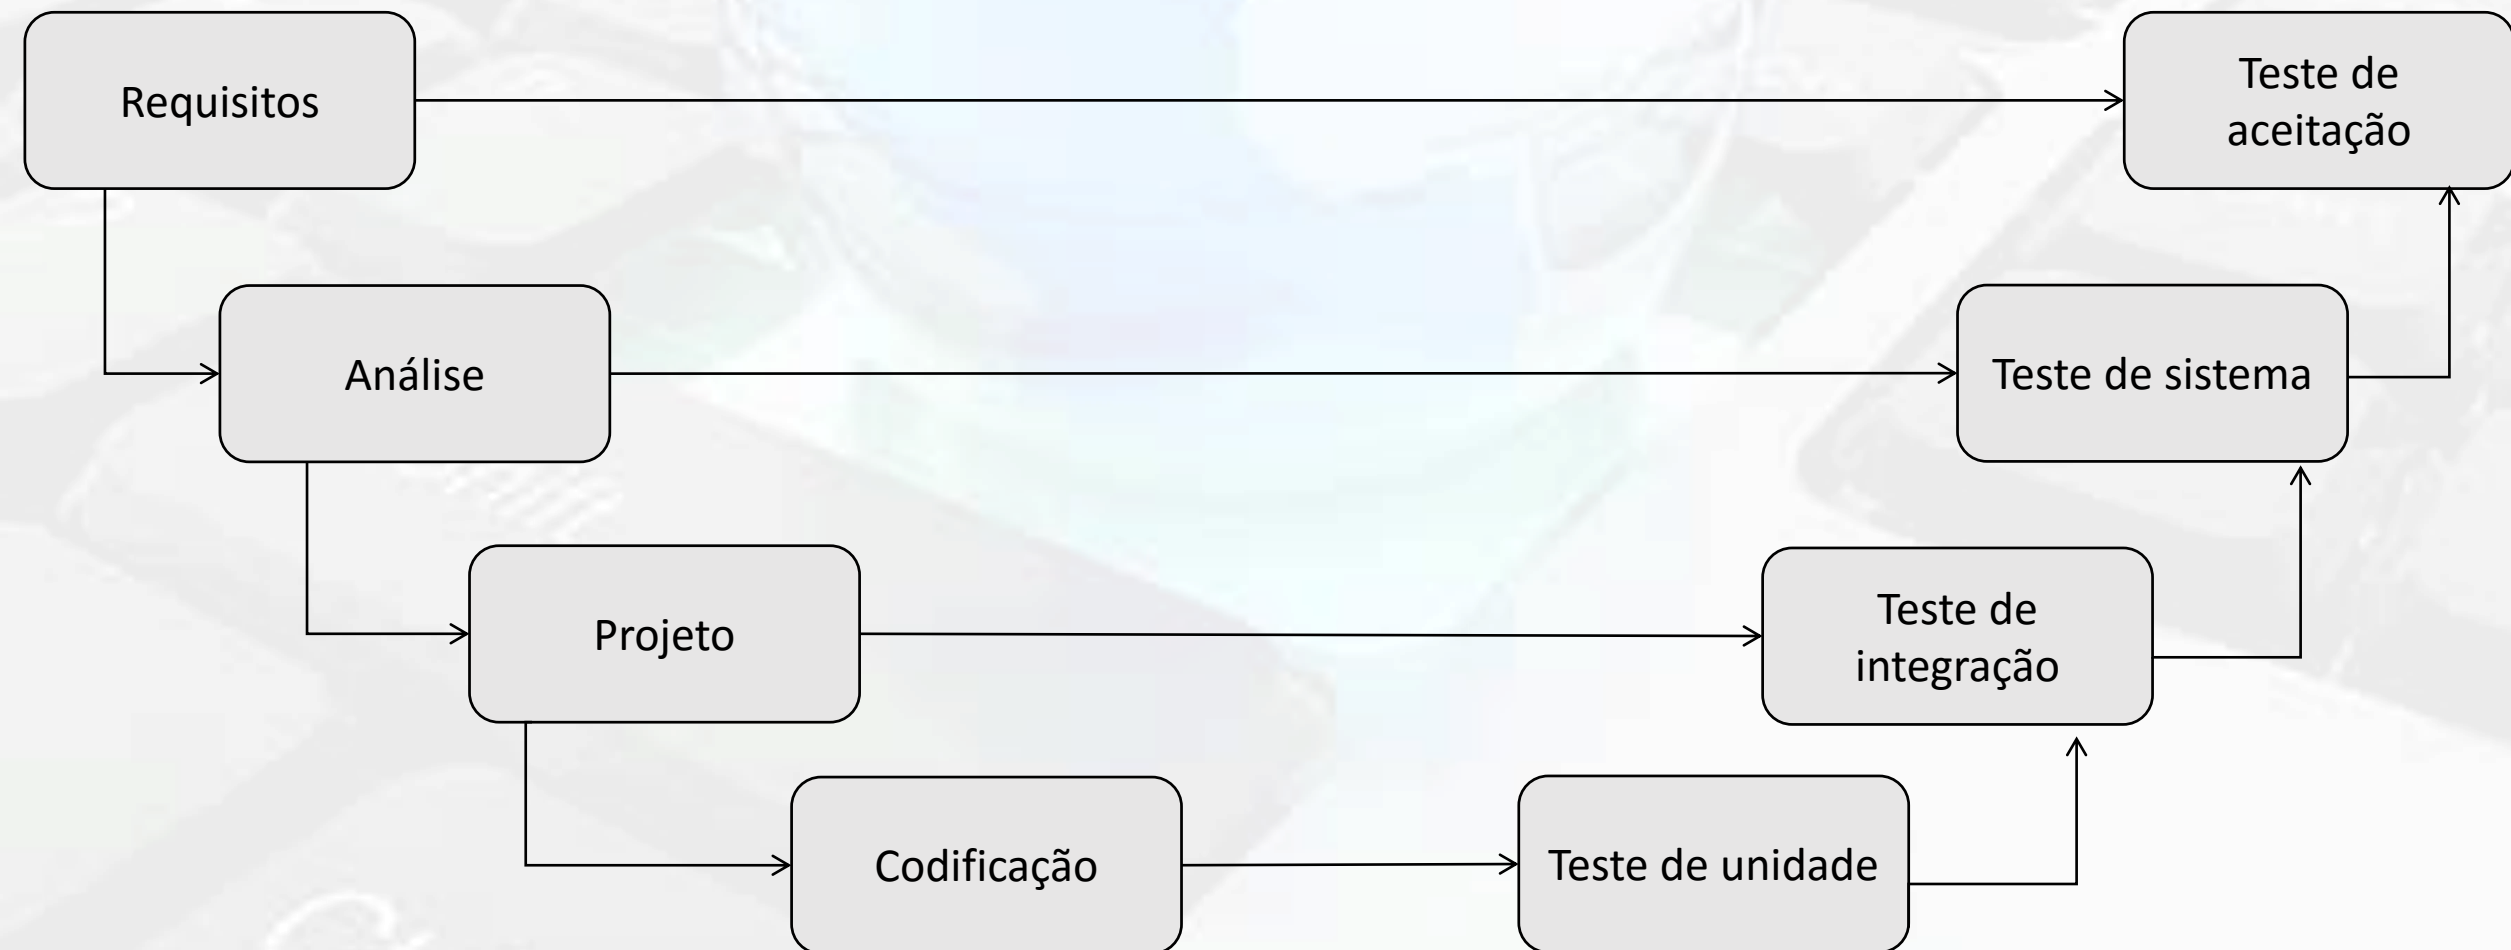 Requisitos
Teste de
aceitação
Análise
Teste de sistema
Projeto
Teste de
integração
Codificação
Teste de unidade